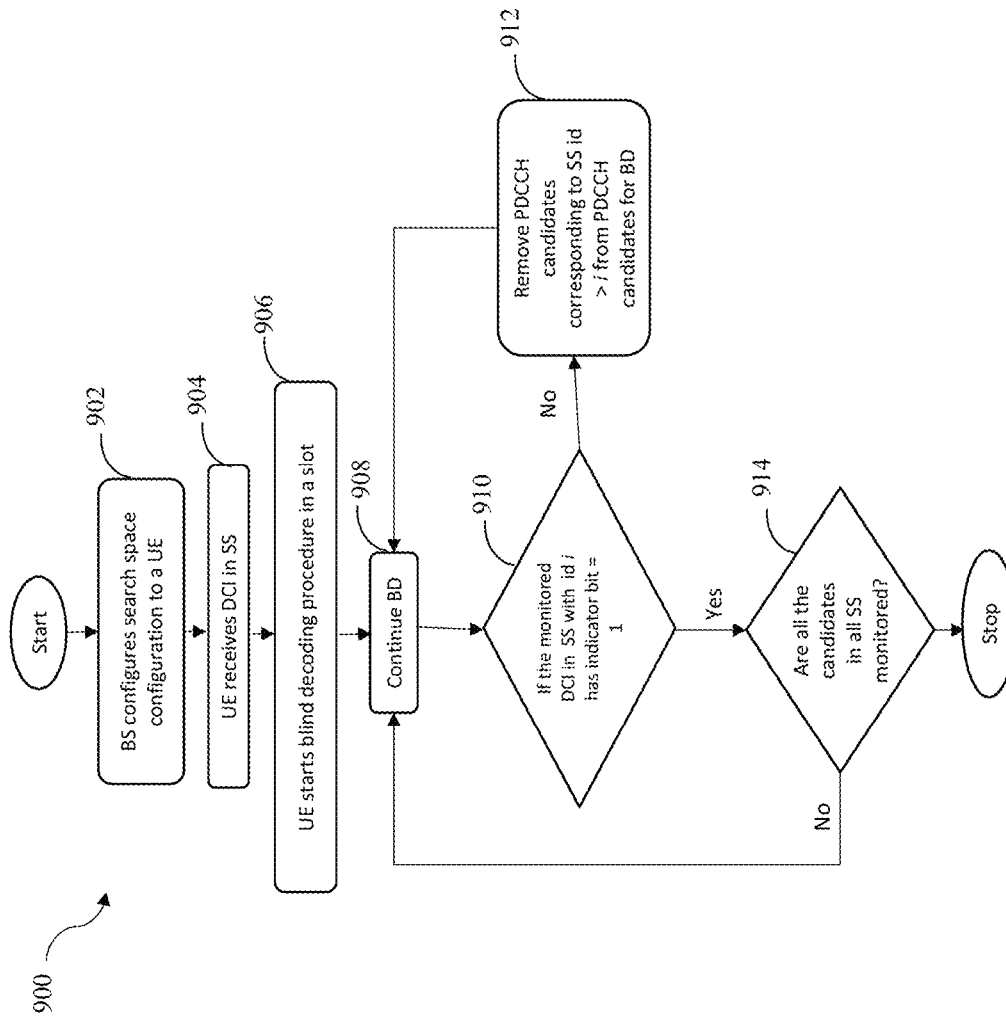 900
Start
BS configures search space
configuration to a UE
902
UE receives DCI in SS
904
UE starts blind decoding procedure in a slot
906
Continue BD
908
If the monitored
DCI in SS with id i
has indicator bit =
1
910
No
Remove PDCCH
candidates
corresponding to SS id
> i from PDCCH
candidates for BD
912
Yes
Are all the
candidates
in all SS
monitored?
914
No
Stop